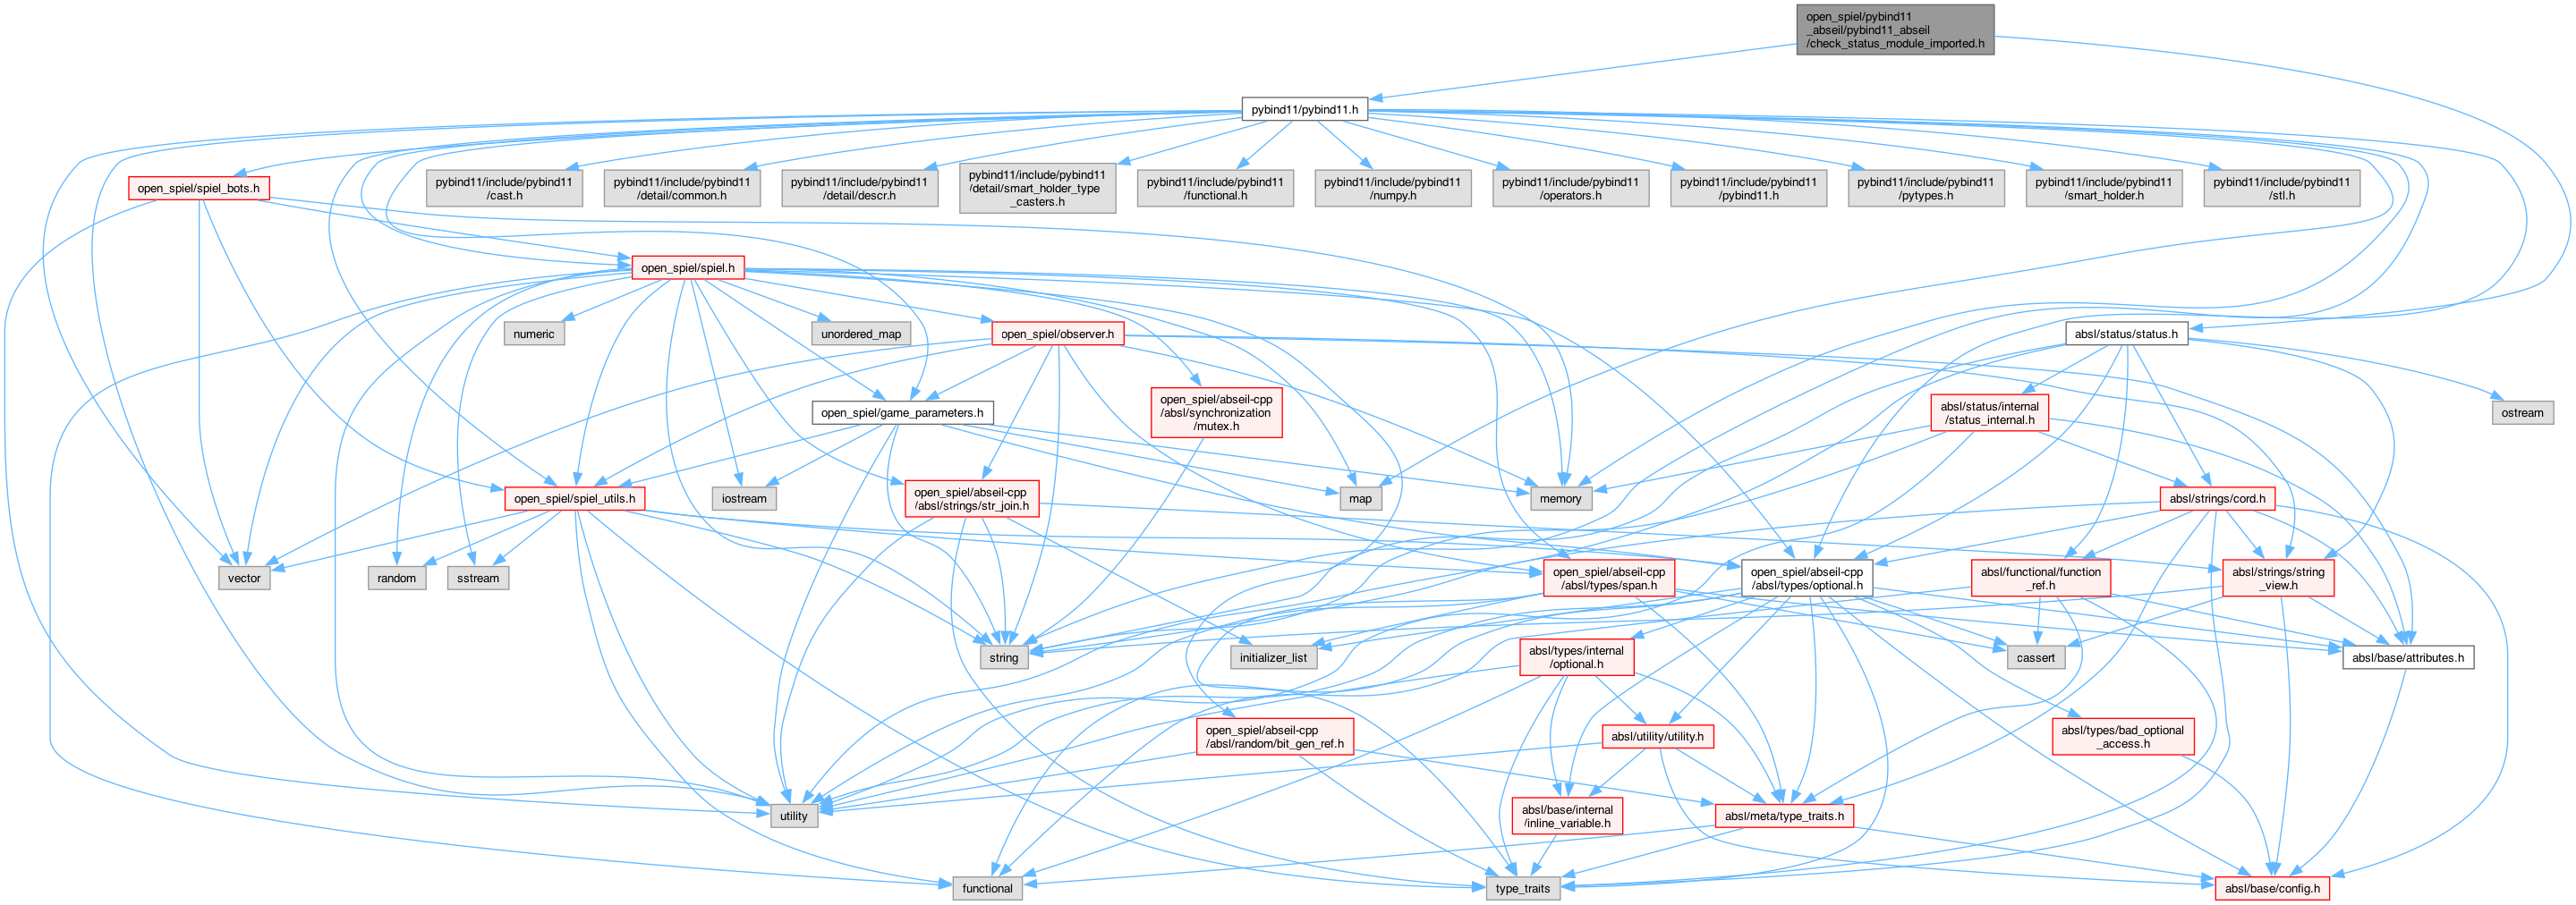 open_spiel/pybind11
_abseil/pybind11_abseil
/check_status_module_imported.h
pybind11/pybind11.h
open_spiel/spiel_bots.h
pybind11/include/pybind11
/cast.h
pybind11/include/pybind11
/detail/common.h
pybind11/include/pybind11
/detail/descr.h
pybind11/include/pybind11
/detail/smart_holder_type
_casters.h
pybind11/include/pybind11
/functional.h
pybind11/include/pybind11
/numpy.h
pybind11/include/pybind11
/operators.h
pybind11/include/pybind11
/pybind11.h
pybind11/include/pybind11
/pytypes.h
pybind11/include/pybind11
/smart_holder.h
pybind11/include/pybind11
/stl.h
open_spiel/spiel.h
numeric
unordered_map
open_spiel/observer.h
absl/status/status.h
open_spiel/game_parameters.h
open_spiel/abseil-cpp
/absl/synchronization
/mutex.h
absl/status/internal
/status_internal.h
ostream
open_spiel/spiel_utils.h
iostream
open_spiel/abseil-cpp
/absl/strings/str_join.h
map
memory
absl/strings/cord.h
vector
random
sstream
open_spiel/abseil-cpp
/absl/types/span.h
open_spiel/abseil-cpp
/absl/types/optional.h
absl/functional/function
_ref.h
absl/strings/string
_view.h
string
initializer_list
absl/types/internal
/optional.h
cassert
absl/base/attributes.h
open_spiel/abseil-cpp
/absl/random/bit_gen_ref.h
absl/utility/utility.h
absl/types/bad_optional
_access.h
utility
absl/base/internal
/inline_variable.h
absl/meta/type_traits.h
functional
type_traits
absl/base/config.h